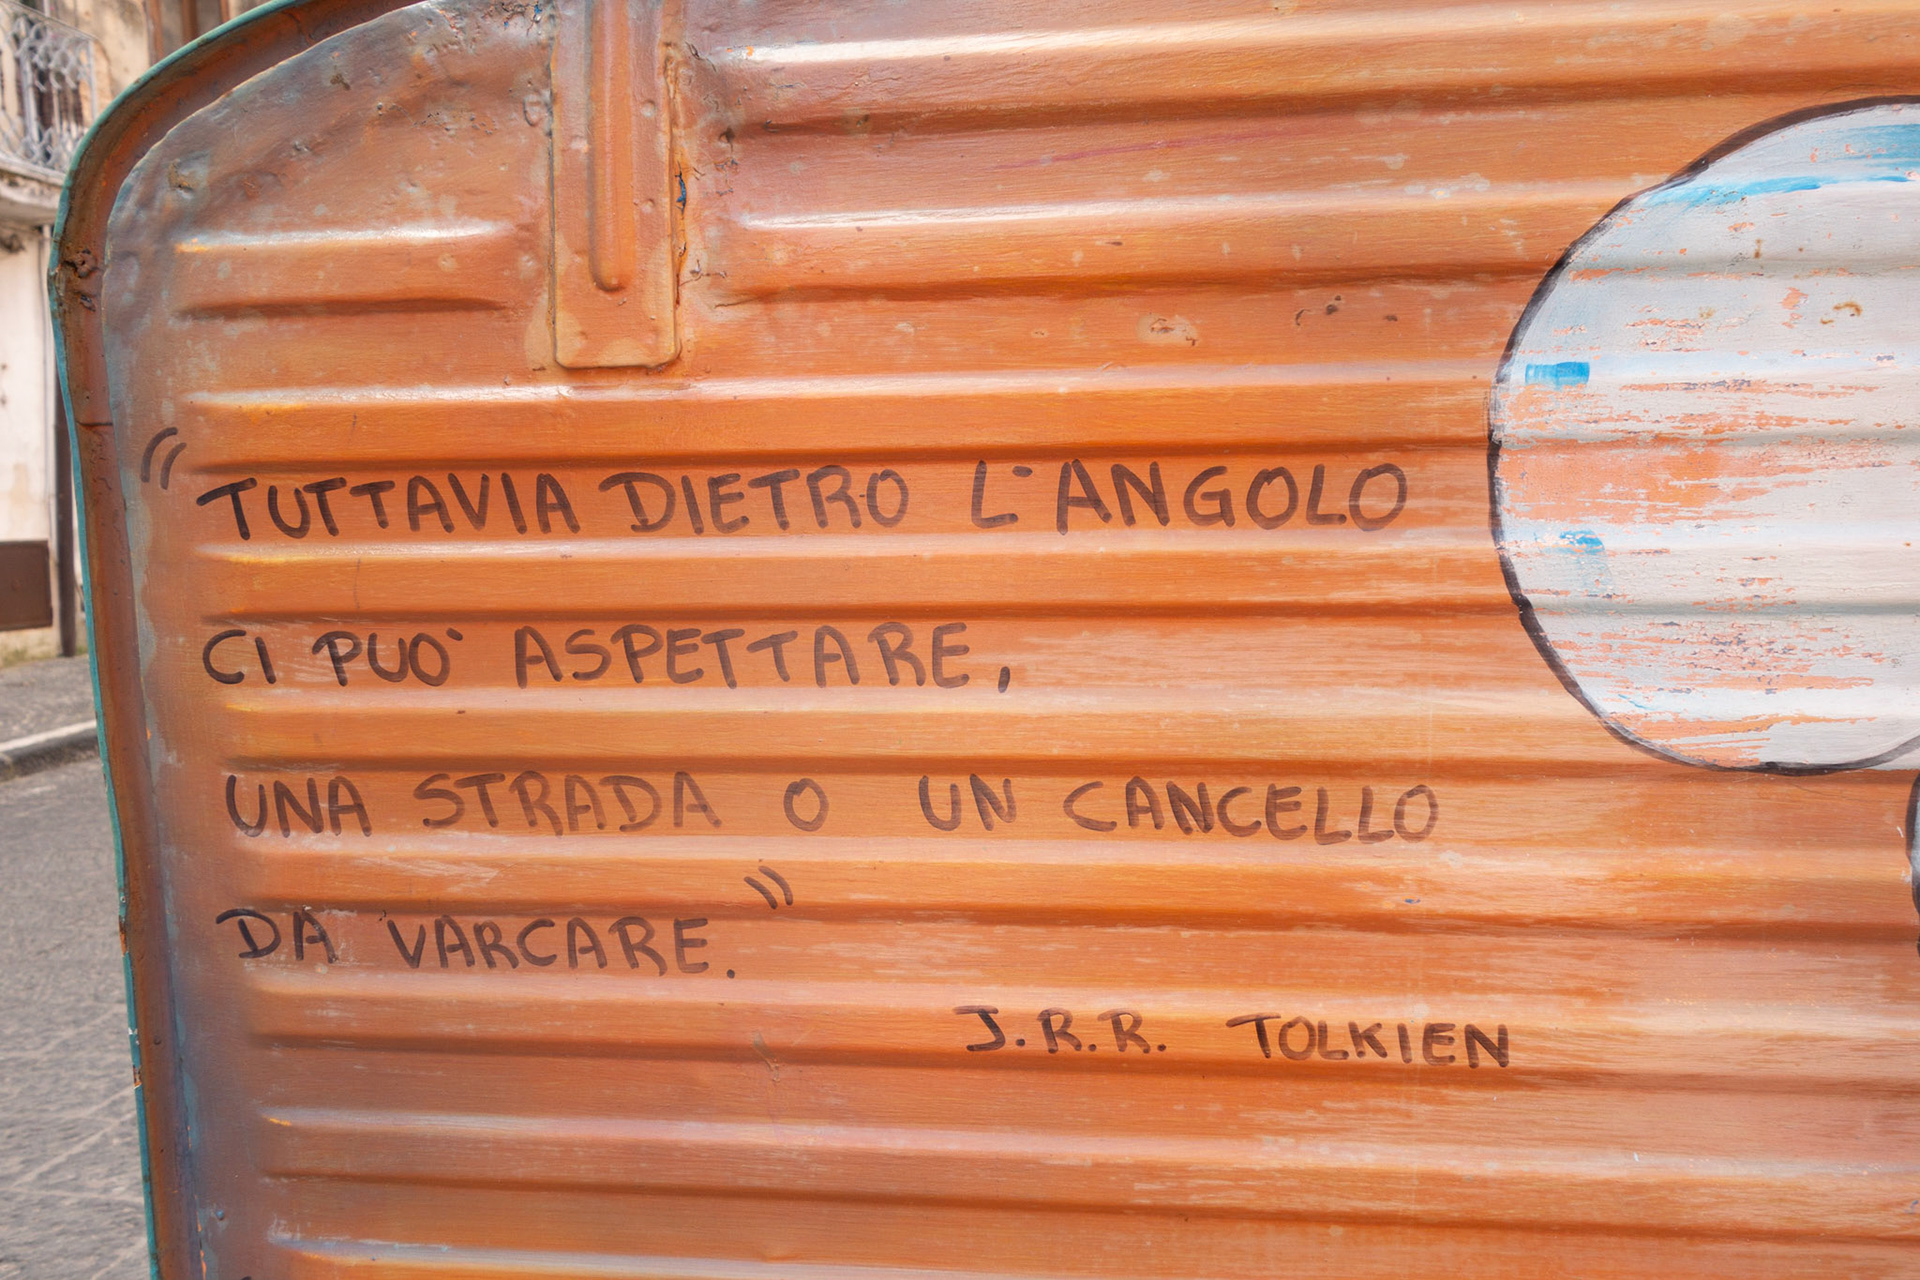 "TUTTAVIA DIETRO L'ANGOLO
CI PUO' ASPETTARE,
UNA STRADA O UN CANCELLO
DA VARCARE."
J.R.R. TOLKIEN